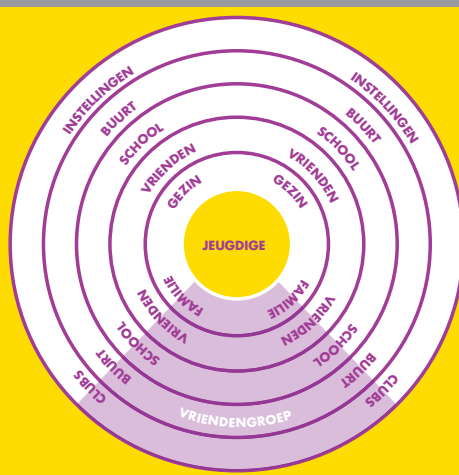 INSTELLINGEN
INSTELLINGEN
BUURT
BUURT
SCHOOL
SCHOOL
VRIENDEN
VRIENDEN
GEZIN
GEZIN
JEUGDIGE
FAMILIE
FAMILIE
VRIENDEN
VRIENDEN
SCHOOL
SCHOOL
BUURT
BUURT
CLUBS
CLUBS
VRIENDENGROEP